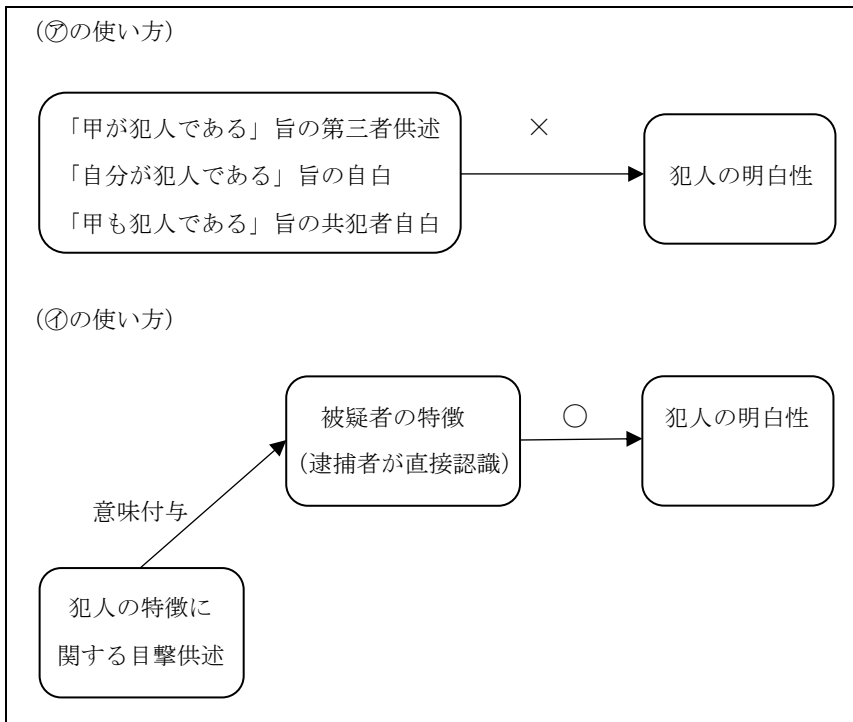 (㋐の使い方)
「甲が犯人である」旨の第三者供述
「自分が犯人である」旨の自白
「甲も犯人である」旨の共犯者自白
×
犯人の明白性
(㋑の使い方)
被疑者の特徴
(逮捕者が直接認識)
○
犯人の明白性
意味付与
犯人の特徴に
関する目撃供述